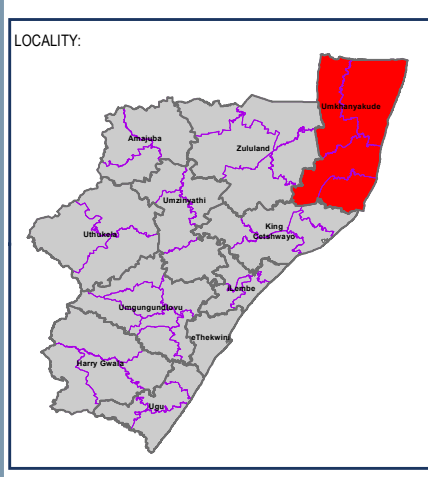 LOCALITY:
Umkhanyakude
Amajuba
Zululand
Umzinyathi
King
Cetshwayo
Uthukela
iLembe
Umgungundlovu
eThekwini
Harry Gwala
Ugu